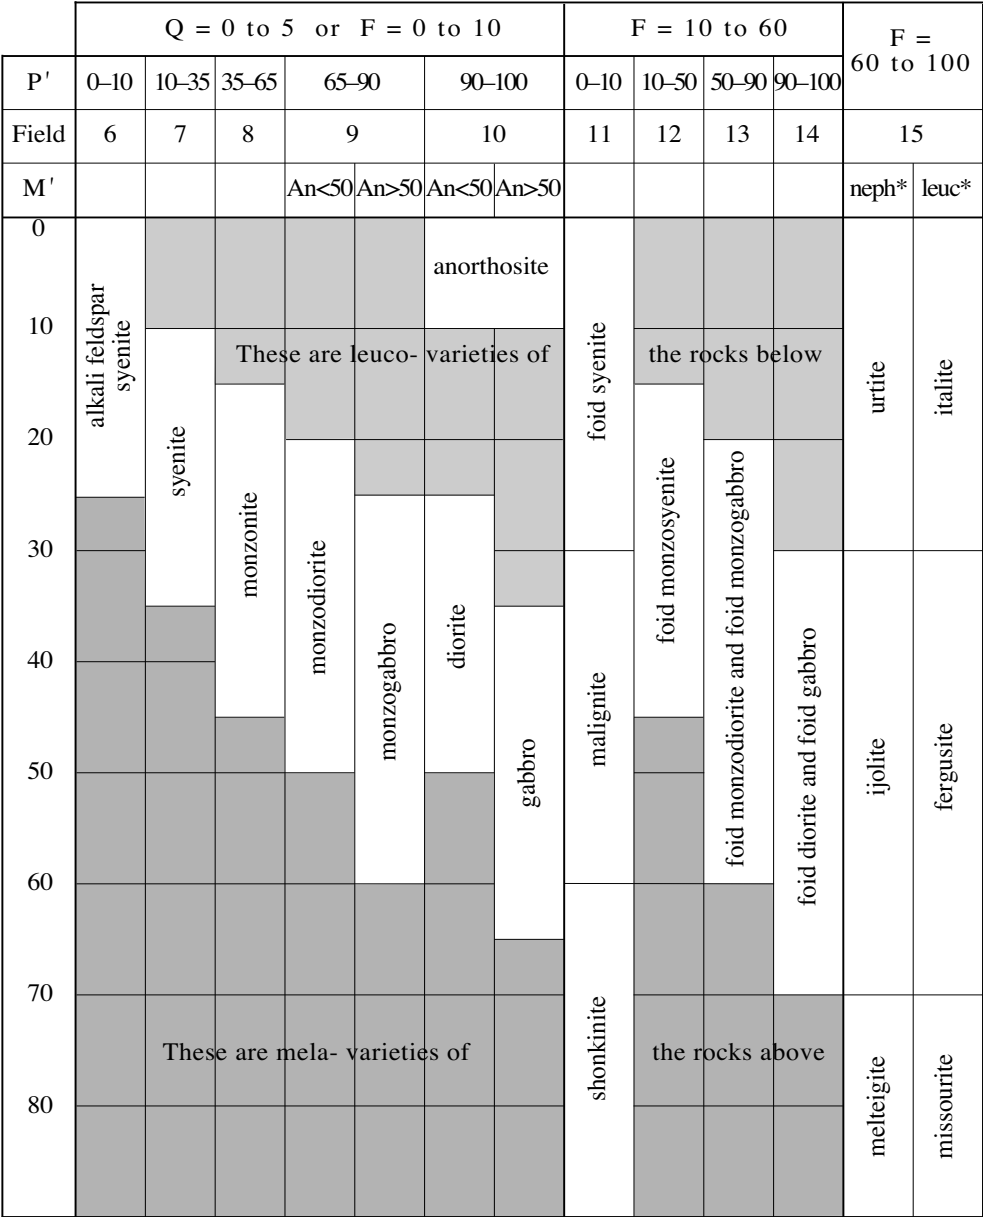 Q = 0 to 5 or F = 0 to 10
F = 10 to 60
F =
60 to 100
P' 0–10 10–35 35–65 65–90 90–100 0–10 10–50 50–90 90–100
Field 6 7 8 9 10 11 12 13 14 15
M' An<50 An>50 An<50 An>50 neph* leuc*
0
10
20
30
40
50
60
70
80
alkali feldspar
syenite
syenite
monzonite
monzodiorite
monzogabbro
anorthosite
diorite
gabbro
These are leuco- varieties of the rocks below
These are mela- varieties of the rocks above
foid syenite
malignite
shonkinite
foid monzosyenite
foid monzodiorite and foid monzogabbro
foid diorite and foid gabbro
urtite
ijolite
melteigite
italite
fergusite
missourite